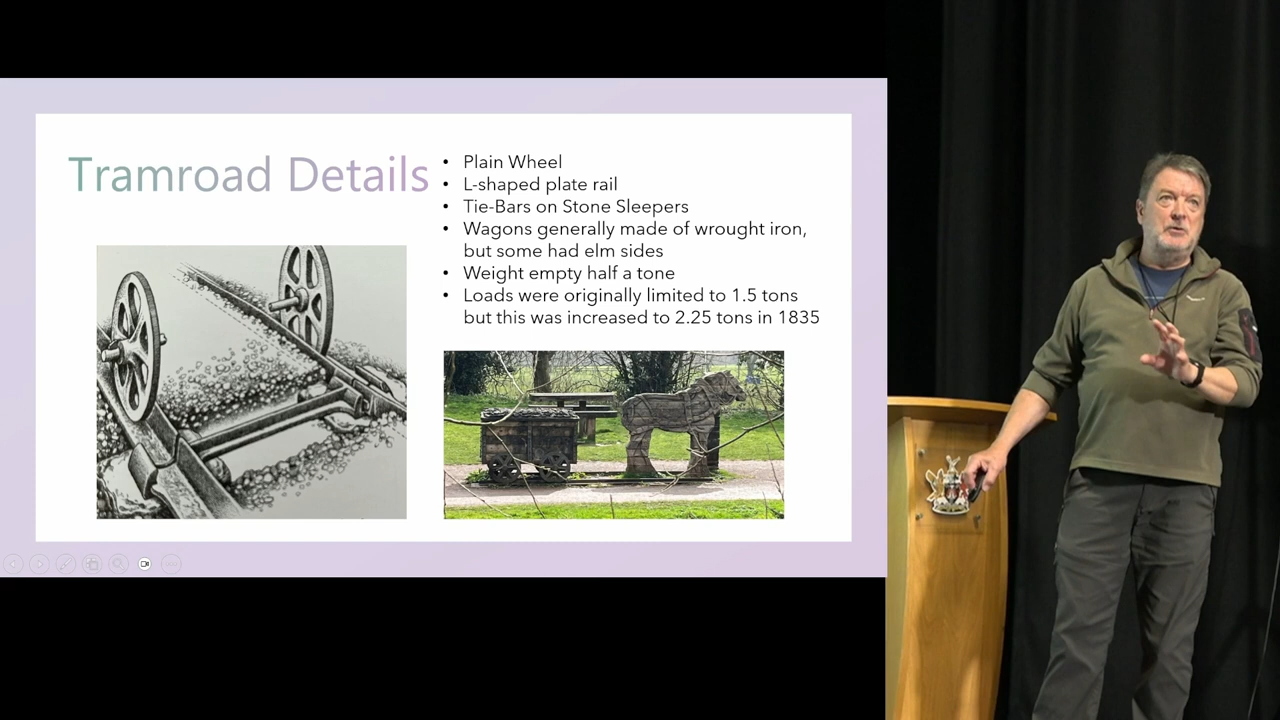 Tramroad Details
• Plain Wheel
• L-shaped plate rail
• Tie-Bars on Stone Sleepers
• Wagons generally made of wrought iron,
but some had elm sides
• Weight empty half a tone
• Loads were originally limited to 1.5 tons
but this was increased to 2.25 tons in 1835